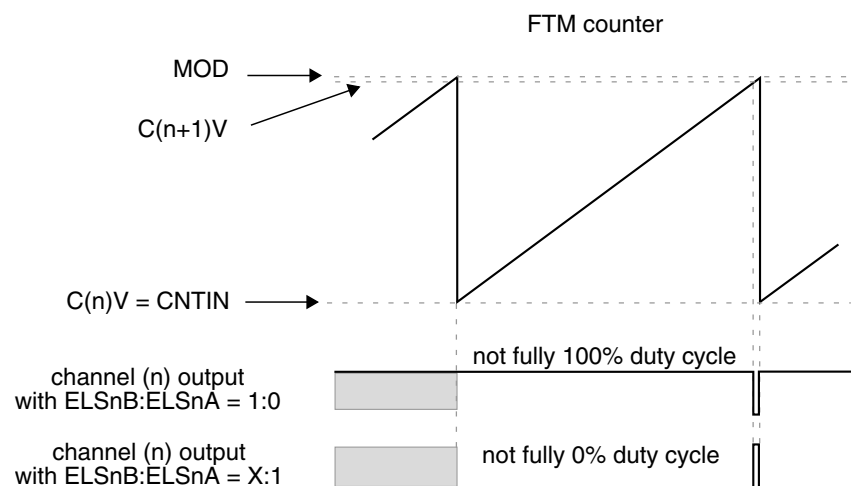 FTM counter
MOD
C(n+1)V
C(n)V = CNTIN
not fully 100% duty cycle
channel (n) output
with ELSnB:ELSnA = 1:0
channel (n) output
with ELSnB:ELSnA = X:1
not fully 0% duty cycle